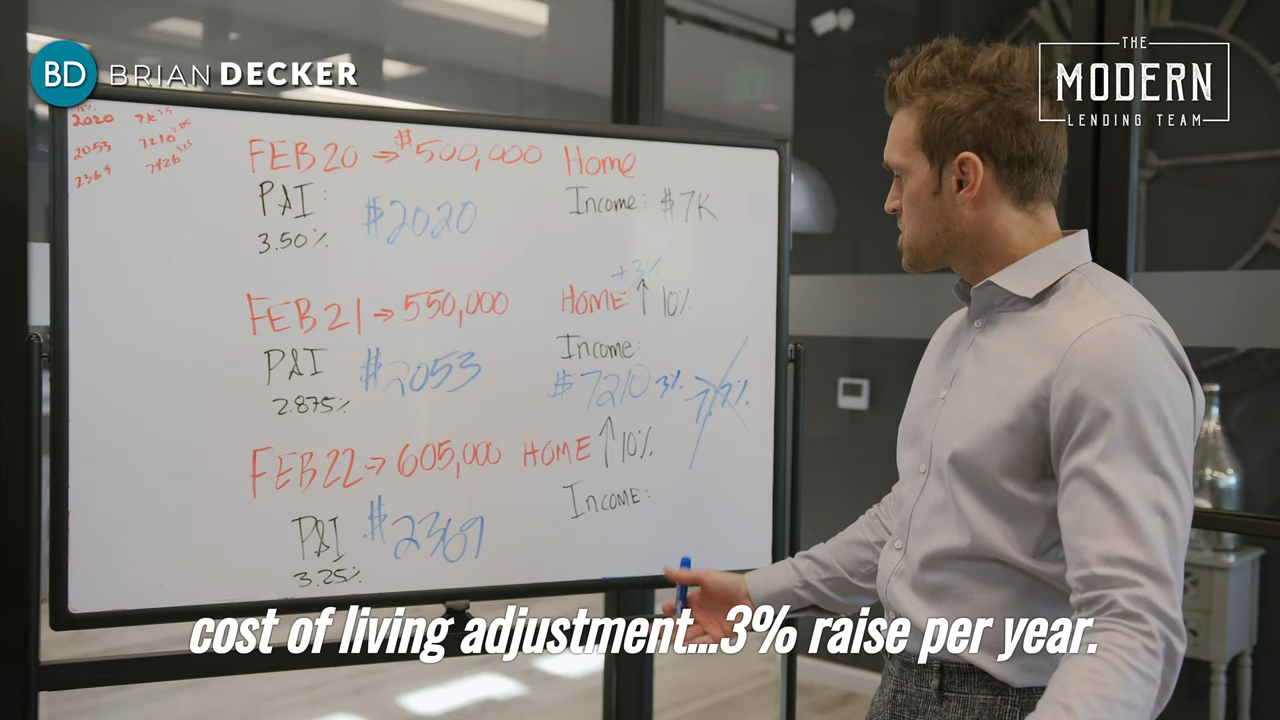 BD BRIAN DECKER
THE
MODERN
LENDING TEAM
2020 7K
2053 7210
2369 7426
FEB 20 → $500,000 Home
P&I: $2020 Income: $7K
3.50%
+3%
FEB 21 → 550,000 HOME ↑ 10%
P&I $2053 Income:
2.875% $7210 3%
FEB 22 → 605,000 HOME ↑ 10%
Income:
P&I $2369
3.25%
cost of living adjustment...3% raise per year.